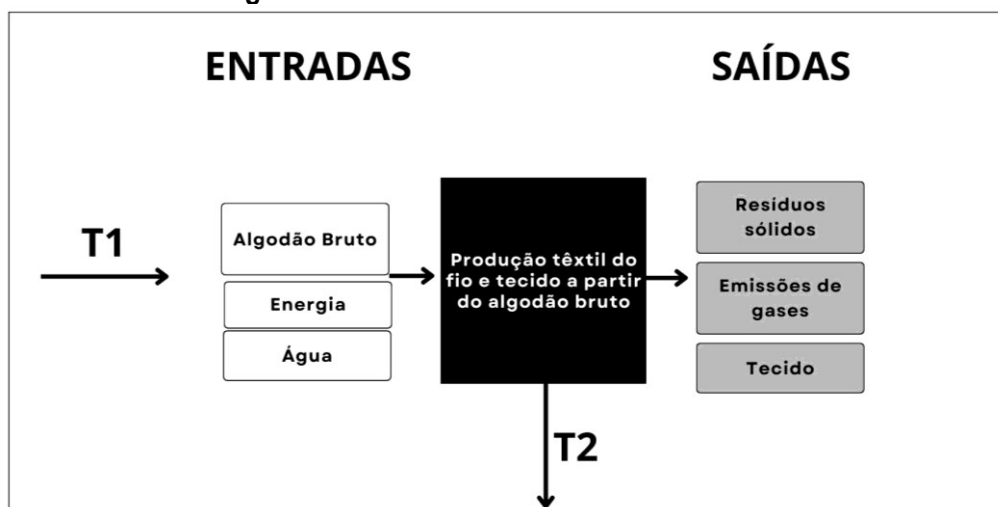 ENTRADAS
SAÍDAS
T1
Algodão Bruto
Energia
Água
Produção têxtil do
fio e tecido a partir
do algodão bruto
Resíduos
sólidos
Emissões de
gases
Tecido
T2